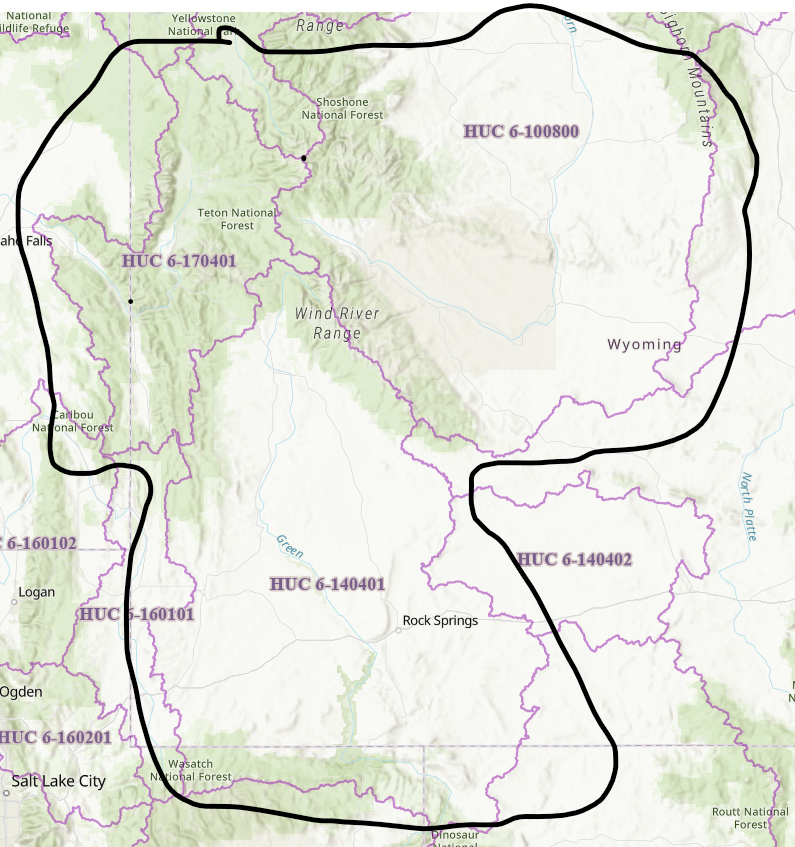 National
ildlife Refuge
Yellowstone
National Park
Range
orn
Bighorn Mountains
Shoshone
National Forest
HUC 6-100800
Teton National
Forest
aho Falls
HUC 6-170401
Wind River
Range
Wyoming
Caribou
National Forest
North Platte
C 6-160102
Green
HUC 6-140402
HUC 6-140401
Logan
HUC 6-160101
Rock Springs
Ogden
HUC 6-160201
Wasatch
National Forest
Salt Lake City
Routt National
Forest
Dinosaur
National